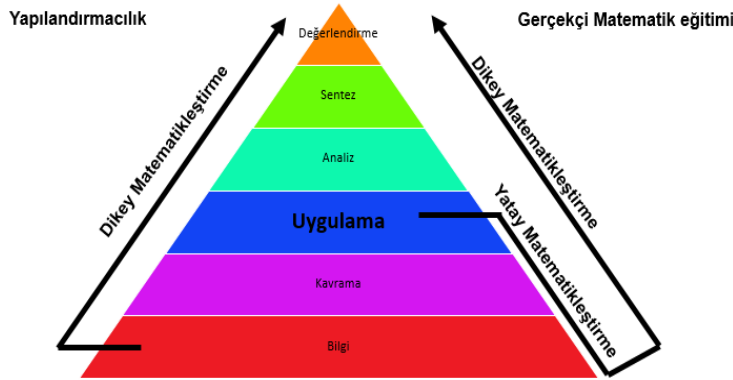 Yapılandırmacılık
Gerçekçi Matematik eğitimi
Değerlendirme
Sentez
Analiz
Uygulama
Kavrama
Bilgi
Dikey Matematikleştirme
Dikey Matematikleştirme
Yatay Matematikleştirme